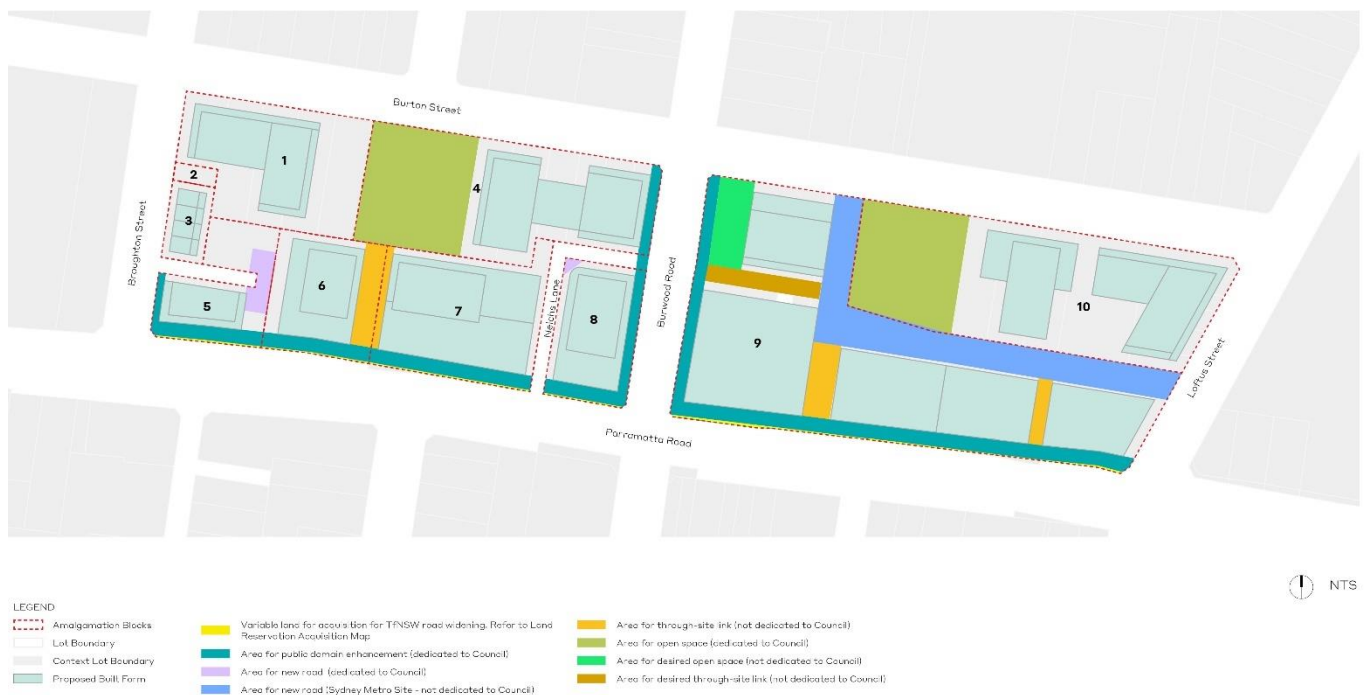 Burton Street
1
2
3
4
5
6
7
8
9
10
Broughton Street
Neichs Lane
Burwood Road
Parramatta Road
Loftus Street
NTS
LEGEND
Amalgamation Blocks
Lot Boundary
Context Lot Boundary
Proposed Built Form
Variable land for acquisition for TfNSW road widening. Refer to Land
Reservation Acquisition Map
Area for public domain enhancement (dedicated to Council)
Area for new road (dedicated to Council)
Area for new road (Sydney Metro Site - not dedicated to Council)
Area for through-site link (not dedicated to Council)
Area for open space (dedicated to Council)
Area for desired open space (not dedicated to Council)
Area for desired through-site link (not dedicated to Council)